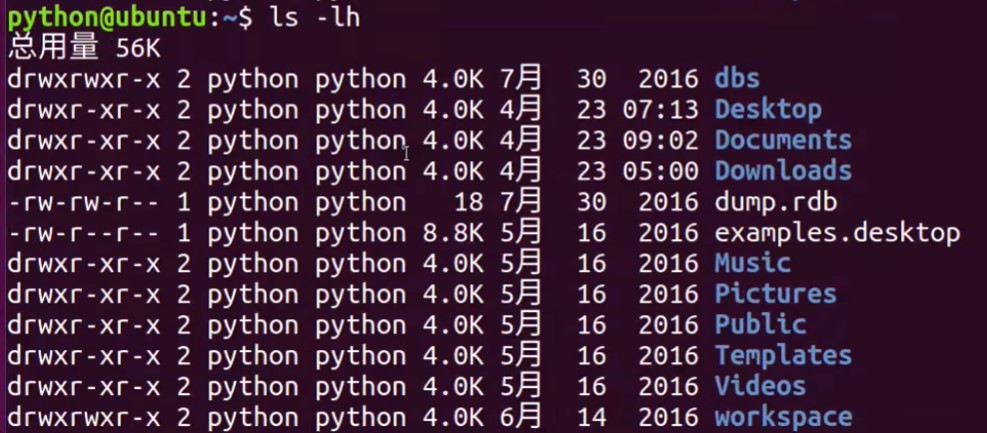 python@ubuntu:~$ ls -lh
总用量 56K
drwxrwxr-x 2 python python 4.0K 7月 30 2016 dbs
drwxr-xr-x 2 python python 4.0K 4月 23 07:13 Desktop
drwxr-xr-x 2 python python 4.0K 4月 23 09:02 Documents
drwxr-xr-x 2 python python 4.0K 4月 23 05:00 Downloads
-rw-rw-r-- 1 python python 18 7月 30 2016 dump.rdb
-rw-r--r-- 1 python python 8.8K 5月 16 2016 examples.desktop
drwxr-xr-x 2 python python 4.0K 5月 16 2016 Music
drwxr-xr-x 2 python python 4.0K 5月 16 2016 Pictures
drwxr-xr-x 2 python python 4.0K 5月 16 2016 Public
drwxr-xr-x 2 python python 4.0K 5月 16 2016 Templates
drwxr-xr-x 2 python python 4.0K 5月 16 2016 Videos
drwxrwxr-x 2 python python 4.0K 6月 14 2016 workspace